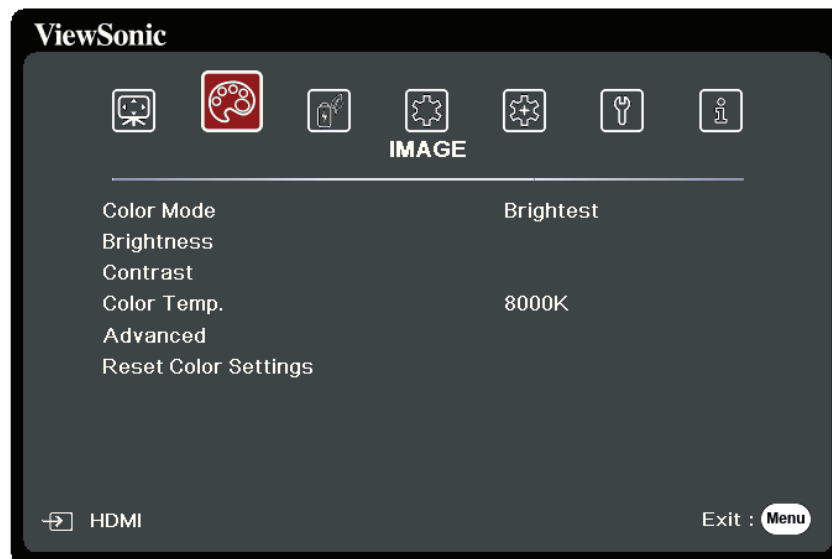 ViewSonic
IMAGE
Color Mode Brightest
Brightness
Contrast
Color Temp. 8000K
Advanced
Reset Color Settings
HDMI Exit : Menu